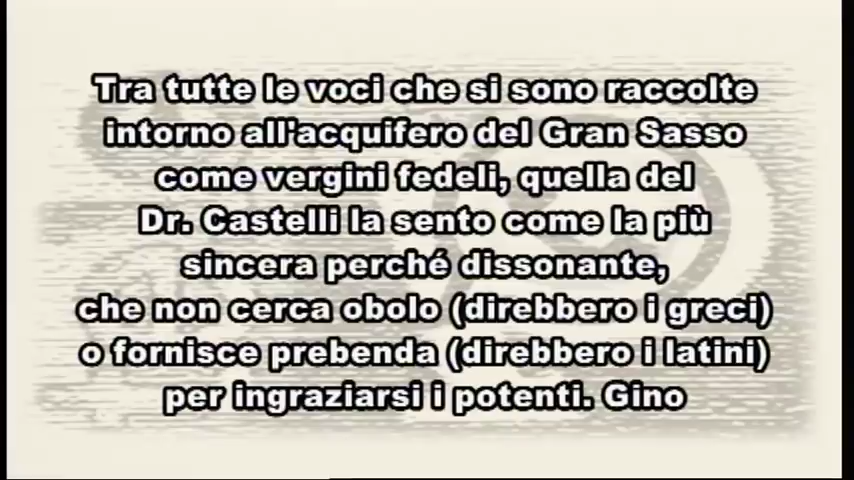 Tra tutte le voci che si sono raccolte
intorno all'acquifero del Gran Sasso
come vergini fedeli, quella del
Dr. Castelli la sento come la più
sincera perché dissonante,
che non cerca obolo (direbbero i greci)
o fornisce prebenda (direbbero i latini)
per ingraziarsi i potenti. Gino